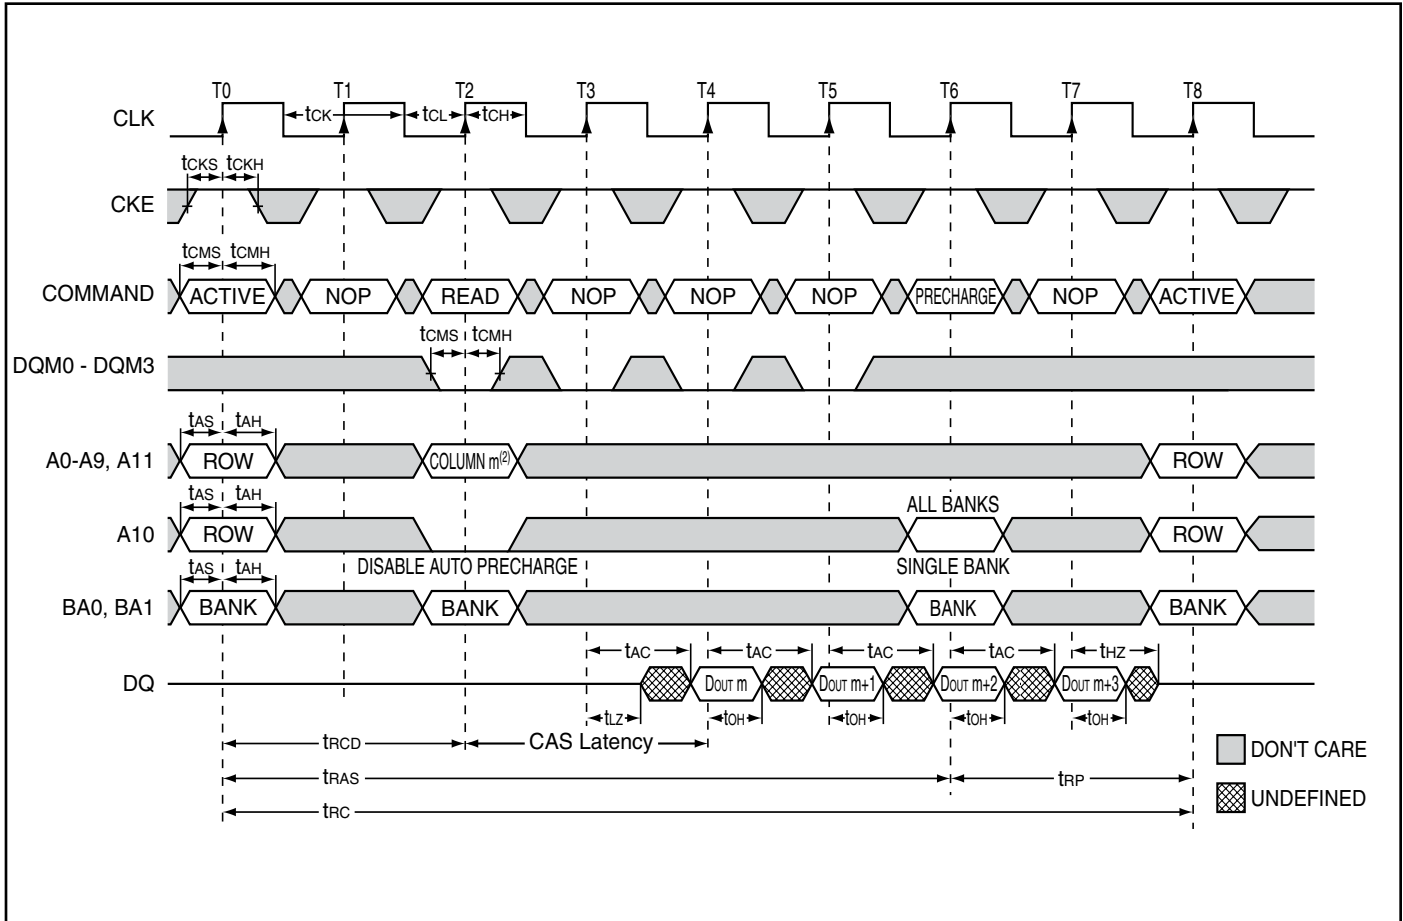 T0 T1 T2 T3 T4 T5 T6 T7 T8
CLK tCK tCL tCH
tCKS tCKH
CKE
tCMS tCMH
COMMAND ACTIVE NOP READ NOP NOP NOP PRECHARGE NOP ACTIVE
tCMS tCMH
DQM0 - DQM3
tAS tAH
A0-A9, A11 ROW COLUMN m(2) ROW
tAS tAH ALL BANKS
A10 ROW ROW
DISABLE AUTO PRECHARGE SINGLE BANK
tAS tAH
BA0, BA1 BANK BANK BANK BANK
tAC tAC tAC tAC tHZ
DQ DOUT m DOUT m+1 DOUT m+2 DOUT m+3
tLZ tOH tOH tOH tOH
tRCD CAS Latency
DON'T CARE
tRAS tRP
UNDEFINED
tRC